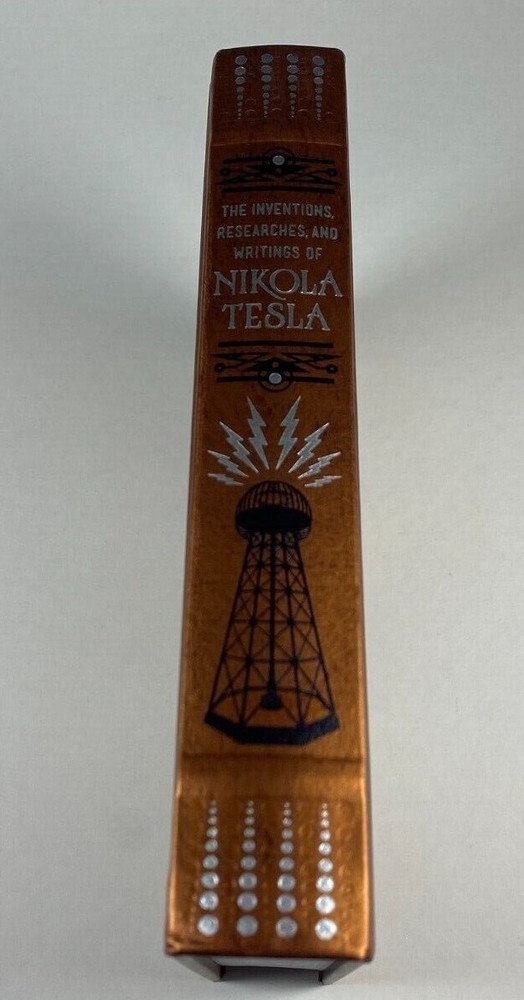 THE INVENTIONS,
RESEARCHES, AND
WRITINGS OF
NIKOLA
TESLA